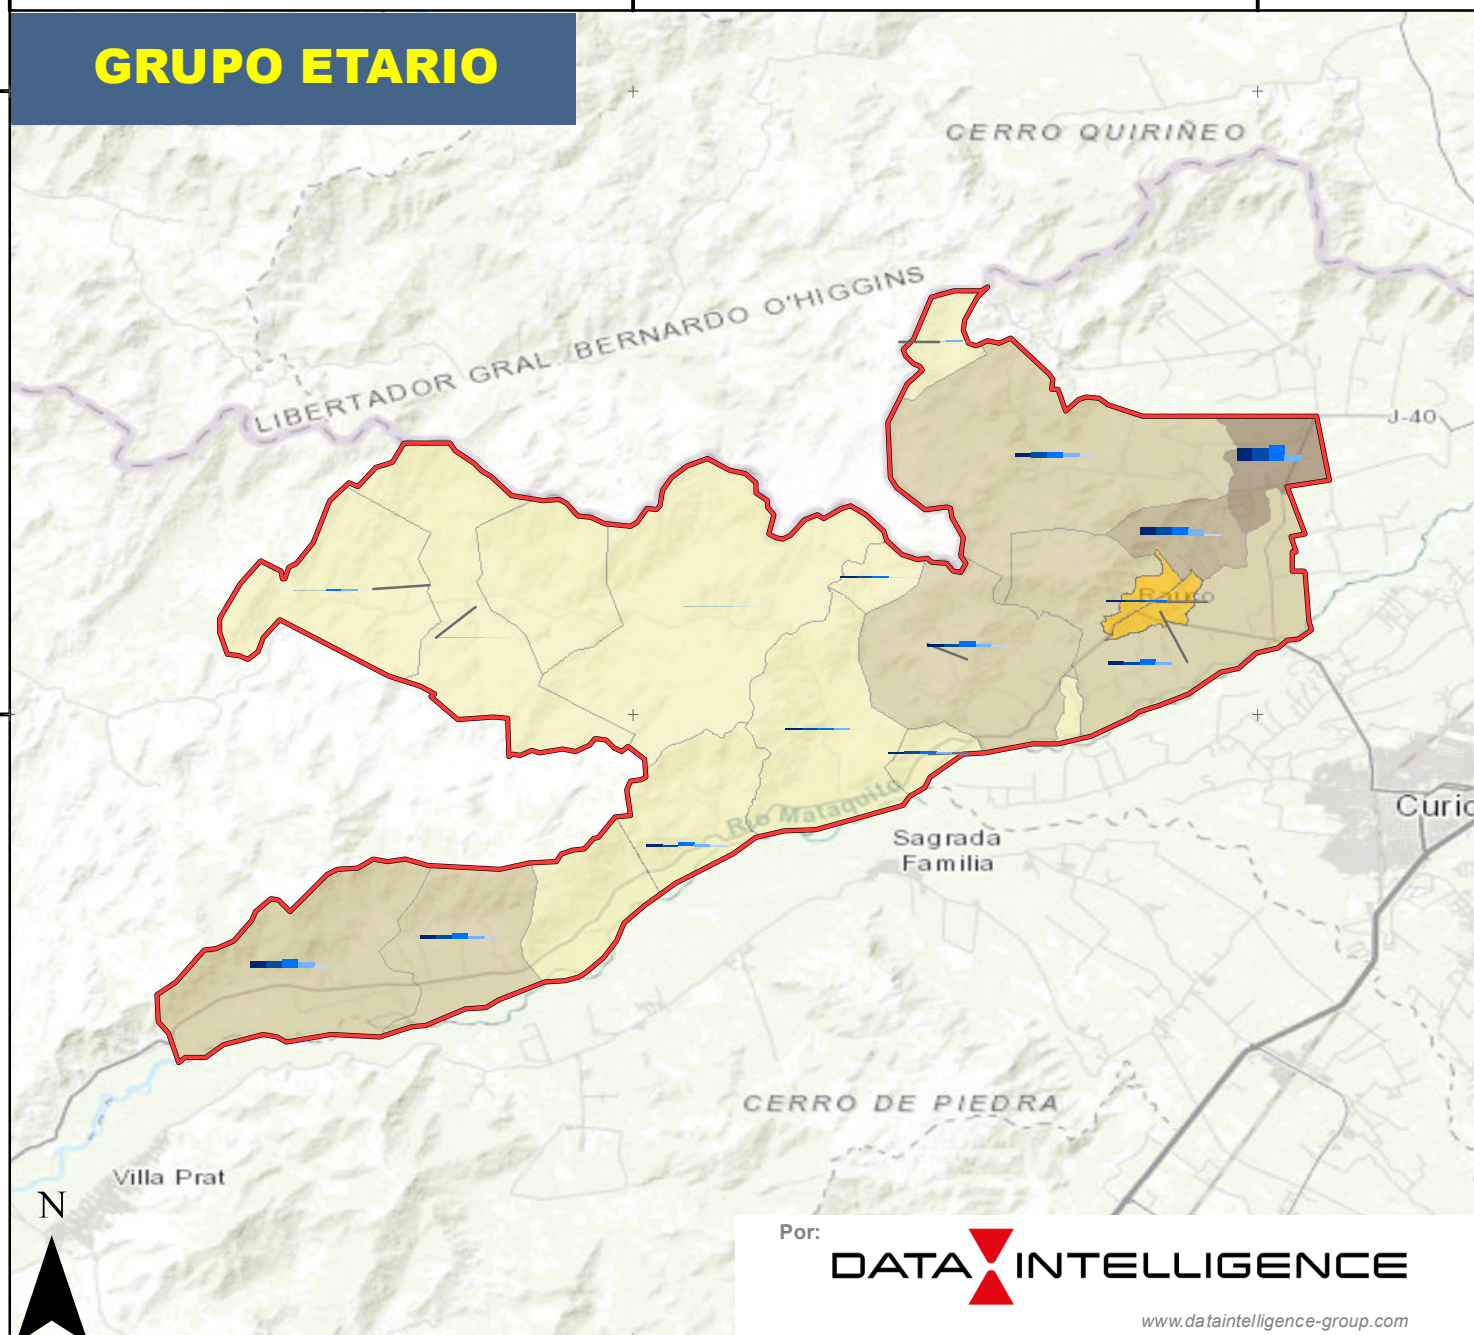 GRUPO ETARIO
CERRO QUIRIÑEO
LIBERTADOR GRAL. BERNARDO O'HIGGINS
J-40
Rauco
Río Mataquito
Curic
Sagrada
Familia
CERRO DE PIEDRA
Villa Prat
N
Por:
DATA INTELLIGENCE
www.dataintelligence-group.com